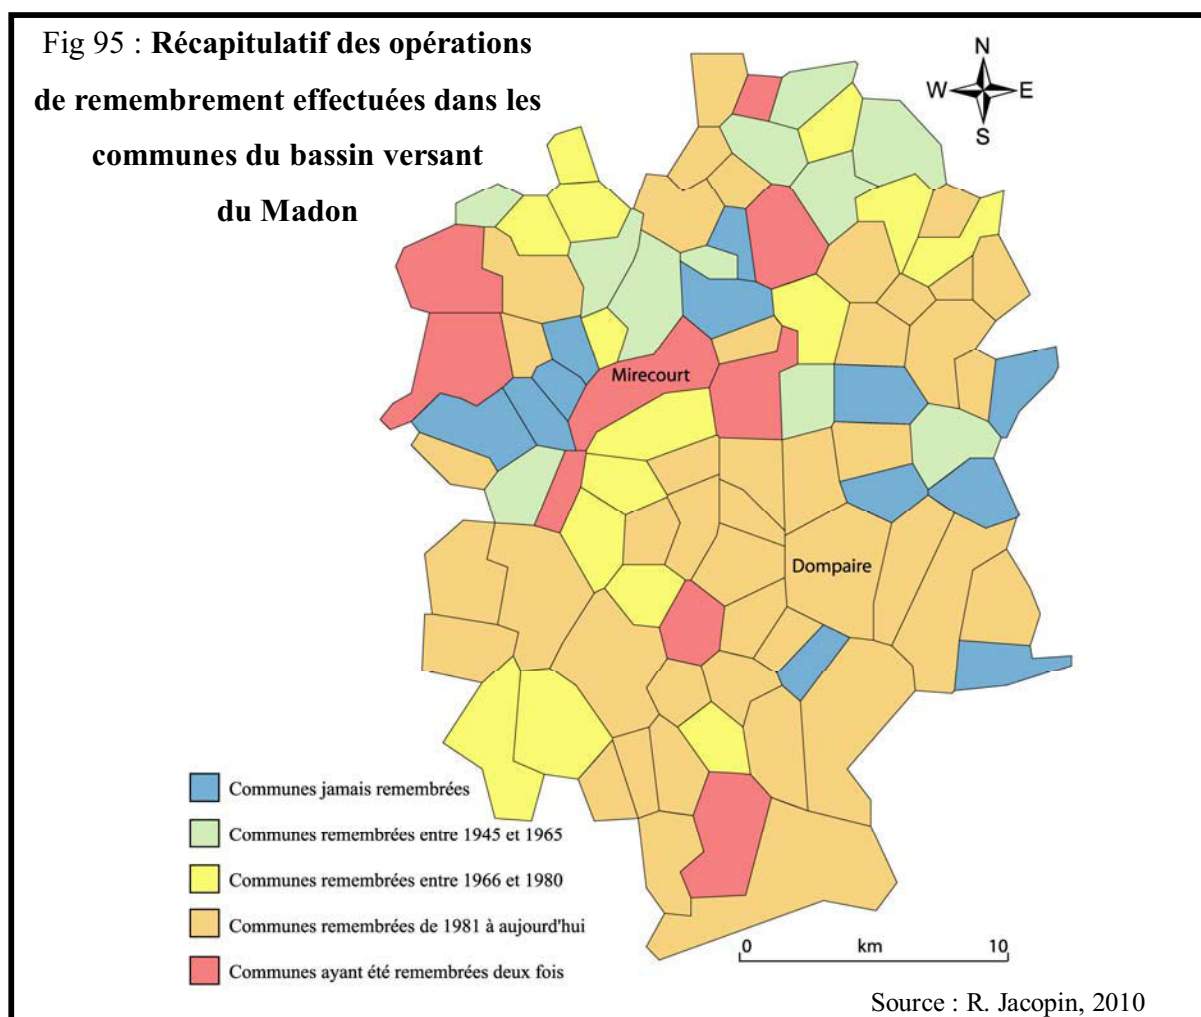 Fig 95 : Récapitulatif des opérations
de remembrement effectuées dans les
communes du bassin versant
du Madon
N
W E
S
Mirecourt
Dompaire
Communes jamais remembrées
Communes remembrées entre 1945 et 1965
Communes remembrées entre 1966 et 1980
Communes remembrées de 1981 à aujourd'hui
Communes ayant été remembrées deux fois
0 km 10
Source : R. Jacopin, 2010